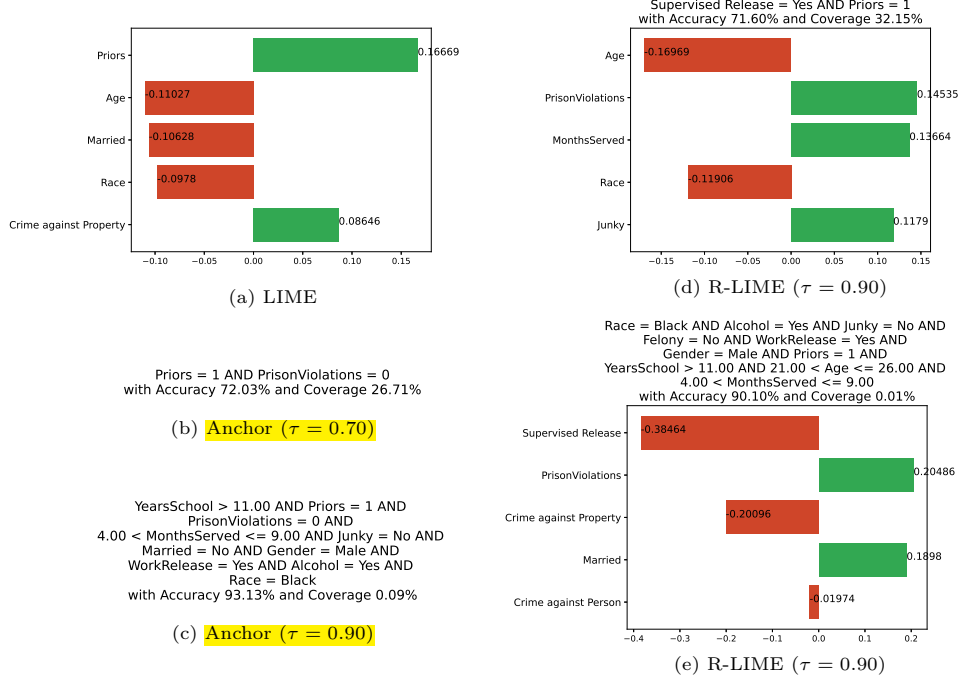 Priors
Age
Married
Race
Crime against Property
0.16669
-0.11027
-0.10628
-0.0978
0.08646
−0.10 −0.05 0.00 0.05 0.10 0.15
(a) LIME
Priors = 1 AND PrisonViolations = 0
with Accuracy 72.03% and Coverage 26.71%
(b) Anchor (τ = 0.70)
YearsSchool > 11.00 AND Priors = 1 AND
PrisonViolations = 0 AND
4.00 < MonthsServed <= 9.00 AND Junky = No AND
Married = No AND Gender = Male AND
WorkRelease = Yes AND Alcohol = Yes AND
Race = Black
with Accuracy 93.13% and Coverage 0.09%
(c) Anchor (τ = 0.90)
Supervised Release = Yes AND Priors = 1
with Accuracy 71.60% and Coverage 32.15%
Age
PrisonViolations
MonthsServed
Race
Junky
-0.16969
0.14535
0.13664
-0.11906
0.1179
−0.15 −0.10 −0.05 0.00 0.05 0.10 0.15
(d) R-LIME (τ = 0.90)
Race = Black AND Alcohol = Yes AND Junky = No AND
Felony = No AND WorkRelease = Yes AND
Gender = Male AND Priors = 1 AND
YearsSchool > 11.00 AND 21.00 < Age <= 26.00 AND
4.00 < MonthsServed <= 9.00
with Accuracy 90.10% and Coverage 0.01%
Supervised Release
PrisonViolations
Crime against Property
Married
Crime against Person
-0.38464
0.20486
-0.20096
0.1898
-0.01974
−0.4 −0.3 −0.2 −0.1 0.0 0.1 0.2
(e) R-LIME (τ = 0.90)